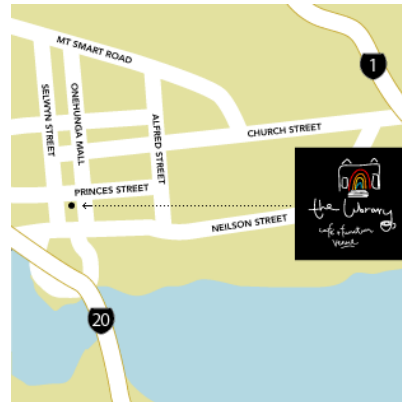 MT SMART ROAD
1
SELWYN STREET
ONEHUNGA MALL
ALFRED STREET
CHURCH STREET
PRINCES STREET
NEILSON STREET
the Library
cafe + function
venue
20